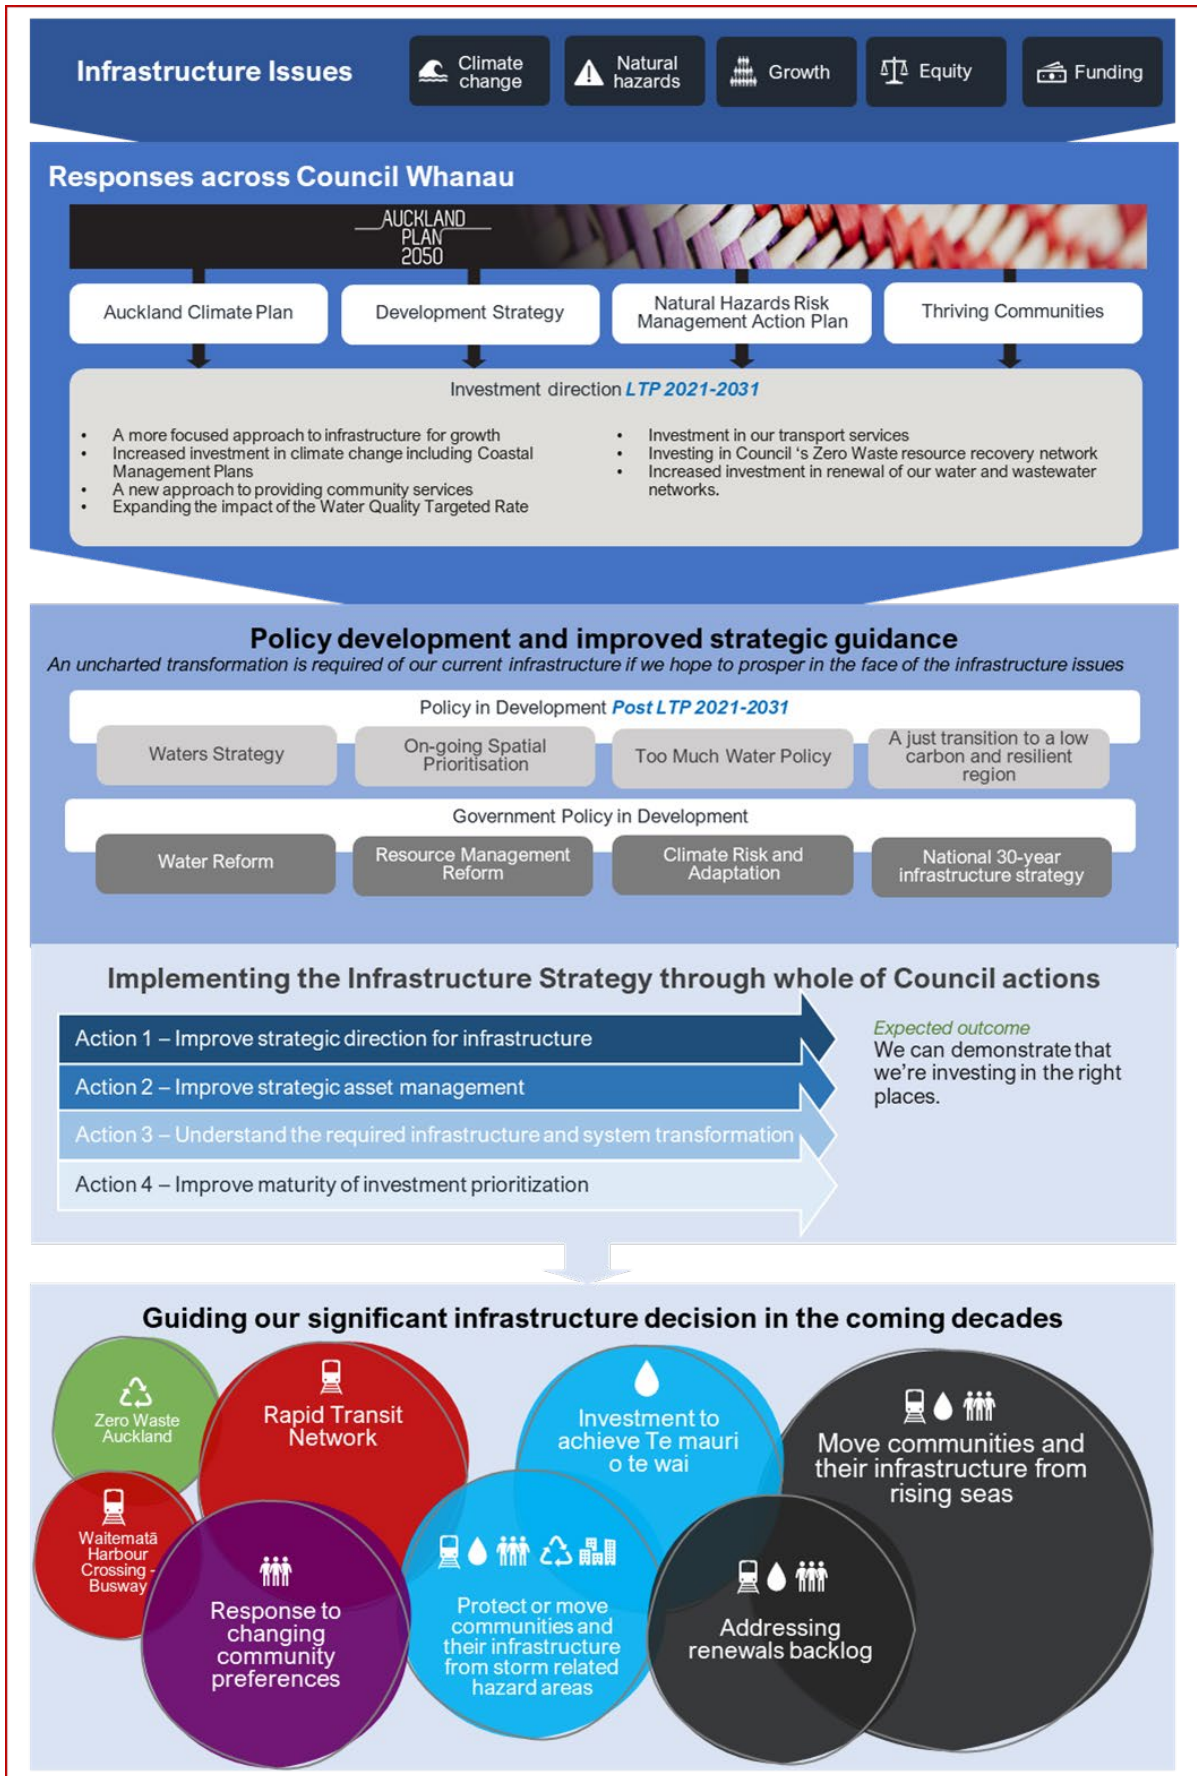 Infrastructure Issues
Climate
change
Natural
hazards
Growth
Equity
Funding
Responses across Council Whanau
AUCKLAND
PLAN
2050
Auckland Climate Plan
Development Strategy
Natural Hazards Risk
Management Action Plan
Thriving Communities
Investment direction LTP 2021-2031
• A more focused approach to infrastructure for growth
• Increased investment in climate change including Coastal
Management Plans
• A new approach to providing community services
• Expanding the impact of the Water Quality Targeted Rate
• Investment in our transport services
• Investing in Council ‘s Zero Waste resource recovery network
• Increased investment in renewal of our water and wastewater
networks.
Policy development and improved strategic guidance
An uncharted transformation is required of our current infrastructure if we hope to prosper in the face of the infrastructure issues
Policy in Development Post LTP 2021-2031
Waters Strategy
On-going Spatial
Prioritisation
Too Much Water Policy
A just transition to a low
carbon and resilient
region
Government Policy in Development
Water Reform
Resource Management
Reform
Climate Risk and
Adaptation
National 30-year
infrastructure strategy
Implementing the Infrastructure Strategy through whole of Council actions
Action 1 – Improve strategic direction for infrastructure
Action 2 – Improve strategic asset management
Action 3 – Understand the required infrastructure and system transformation
Action 4 – Improve maturity of investment prioritization
Expected outcome
We can demonstrate that
we’re investing in the right
places.
Guiding our significant infrastructure decision in the coming decades
Zero Waste
Auckland
Rapid Transit
Network
Investment to
achieve Te mauri
o te wai
Move communities and
their infrastructure from
rising seas
Waitematā
Harbour
Crossing -
Busway
Response to
changing
community
preferences
Protect or move
communities and
their infrastructure
from storm related
hazard areas
Addressing
renewals backlog